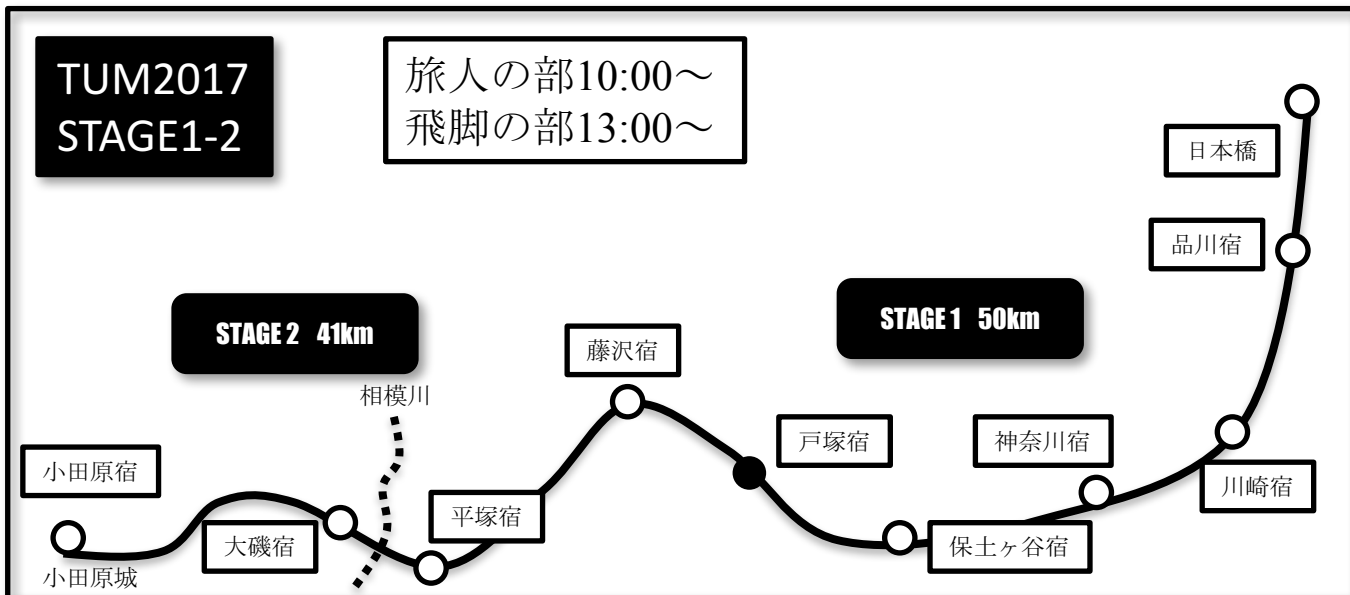 TUM2017
STAGE1-2
旅人の部10:00～
飛脚の部13:00～
日本橋
品川宿
STAGE 1 50km
STAGE 2 41km
藤沢宿
相模川
戸塚宿
神奈川宿
川崎宿
小田原宿
平塚宿
大磯宿
保土ヶ谷宿
小田原城